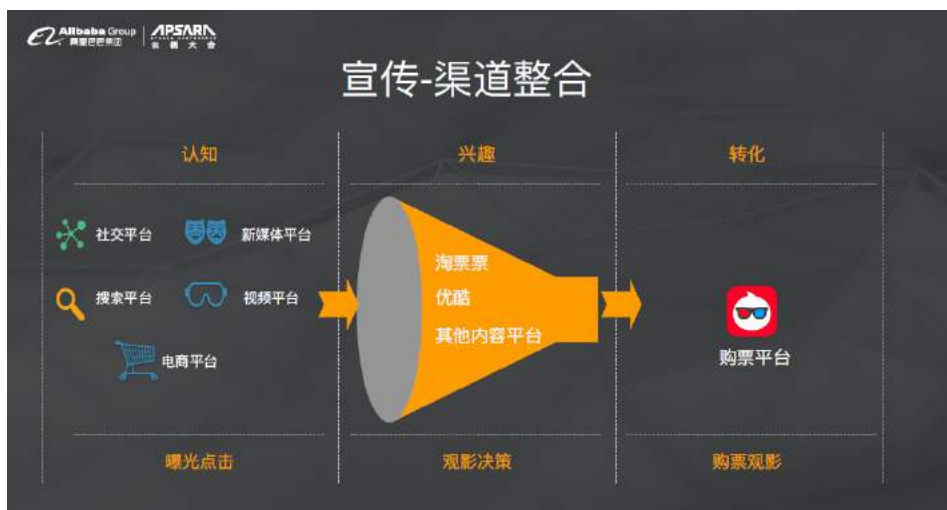 Alibaba Group
阿里巴巴集团
APSARA
云栖大会
宣传-渠道整合
认知
兴趣
转化
社交平台
新媒体平台
搜索平台
视频平台
电商平台
淘票票
优酷
其他内容平台
购票平台
曝光点击
观影决策
购票观影